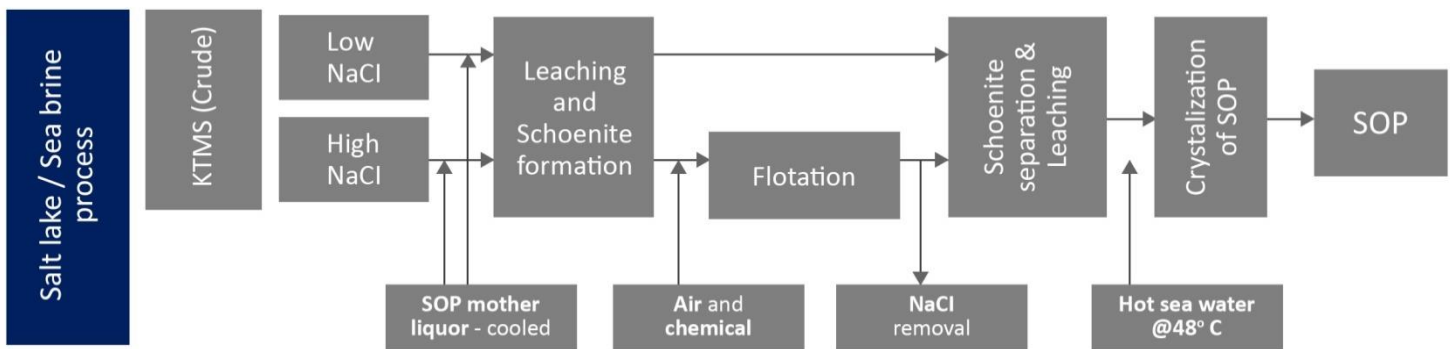 Salt lake / Sea brine
process
KTMS (Crude)
Low
NaCl
High
NaCl
Leaching
and
Schoenite
formation
Flotation
Schoenite
separation &
Leaching
Crystalization
of SOP
SOP
SOP mother
liquor - cooled
Air and
chemical
NaCl
removal
Hot sea water
@48º C